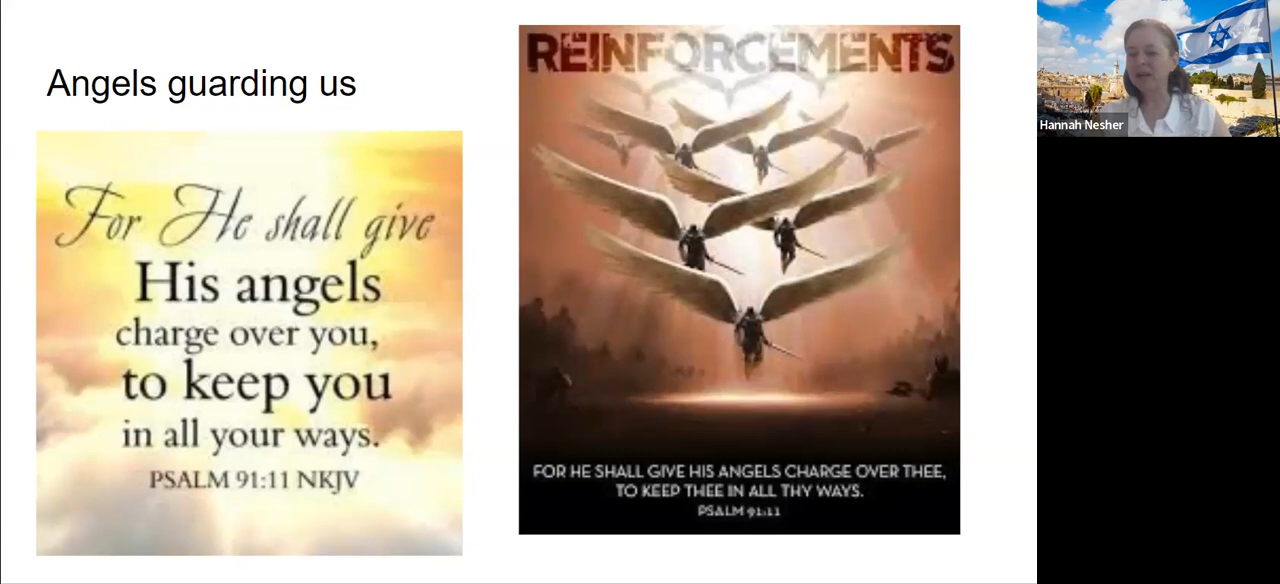 Angels guarding us
For He shall give
His angels
charge over you,
to keep you
in all your ways.
PSALM 91:11 NKJV
REINFORCEMENTS
FOR HE SHALL GIVE HIS ANGELS CHARGE OVER THEE,
TO KEEP THEE IN ALL THY WAYS.
PSALM 91:11
Hannah Nesher